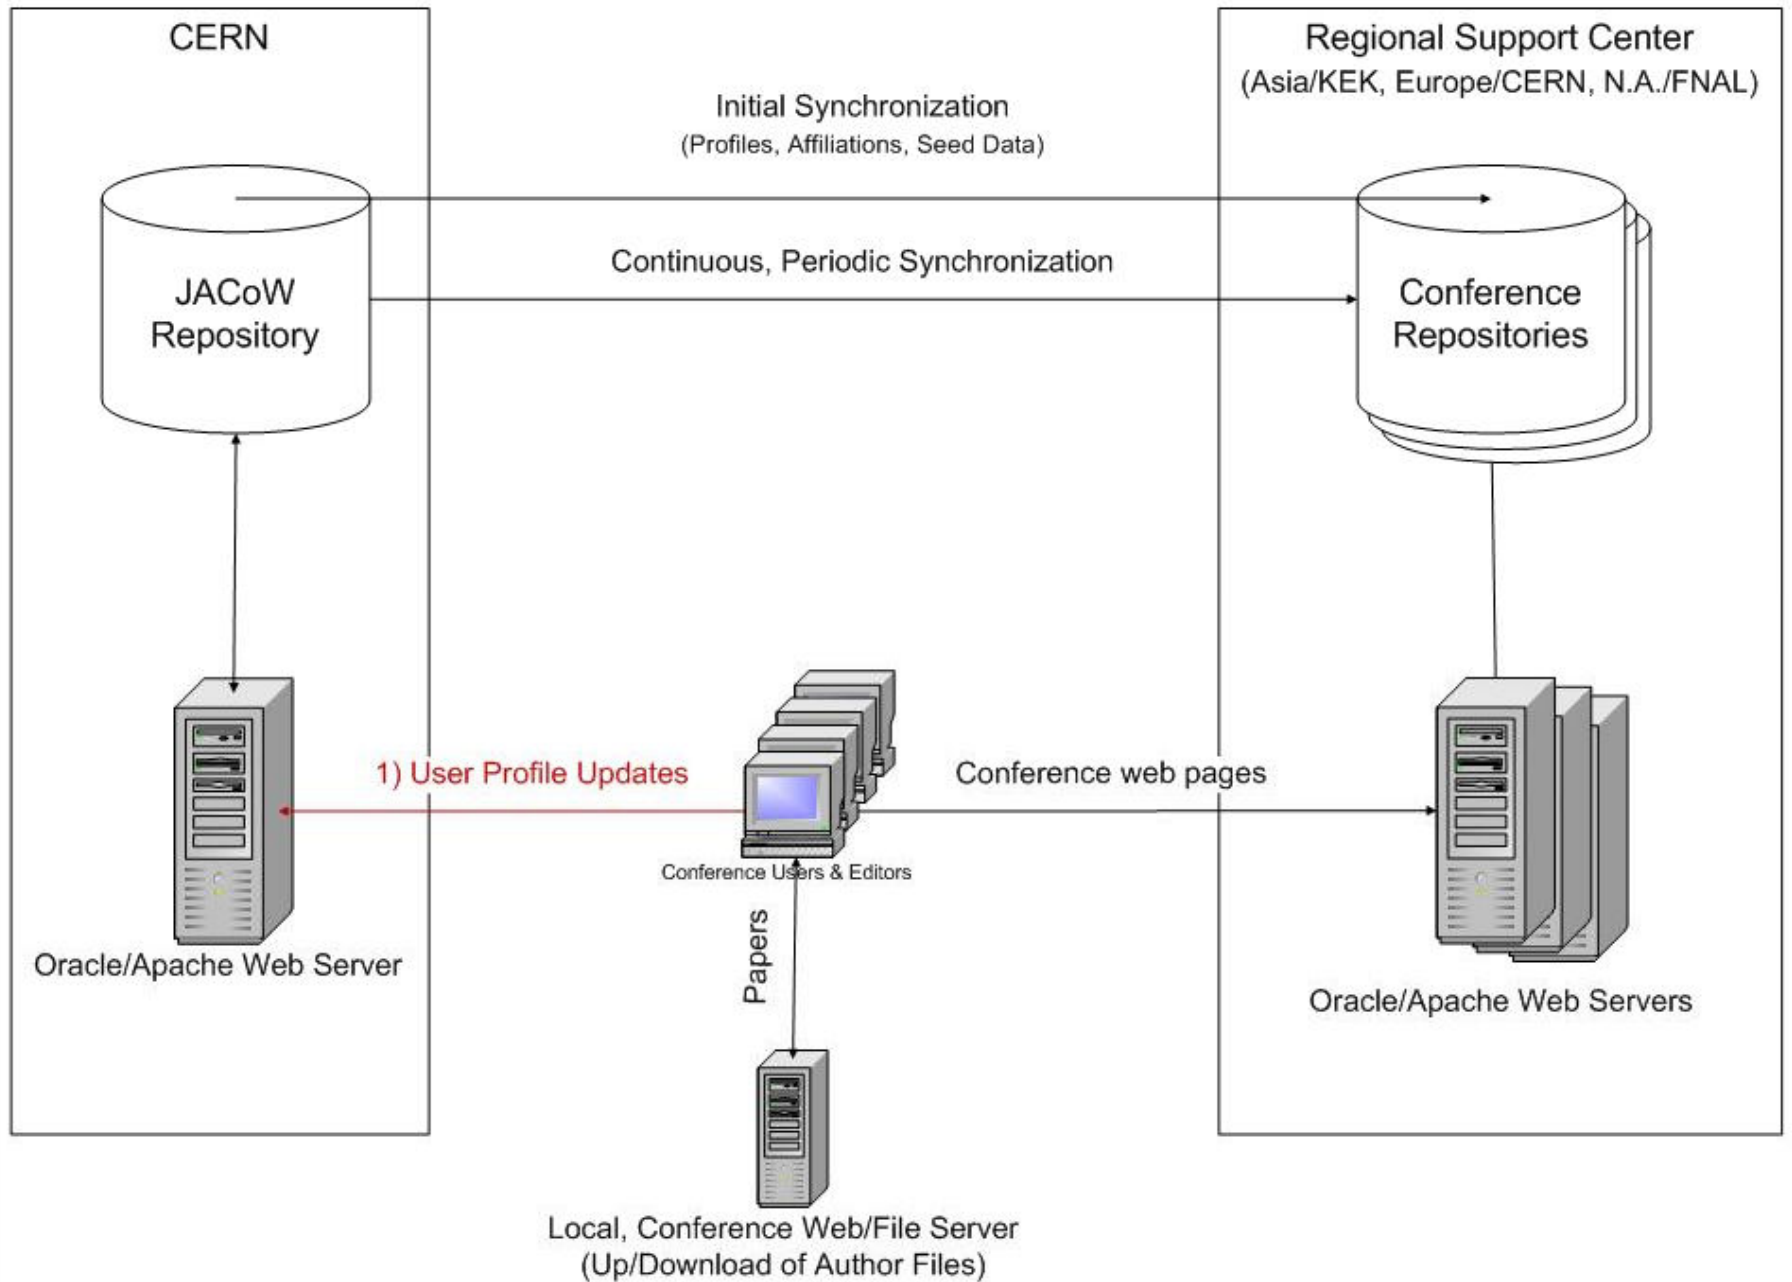 CERN
Regional Support Center
(Asia/KEK, Europe/CERN, N.A./FNAL)
Initial Synchronization
(Profiles, Affiliations, Seed Data)
Continuous, Periodic Synchronization
JACoW
Repository
Conference
Repositories
1) User Profile Updates
Conference web pages
Conference Users & Editors
Papers
Oracle/Apache Web Server
Oracle/Apache Web Servers
Local, Conference Web/File Server
(Up/Download of Author Files)